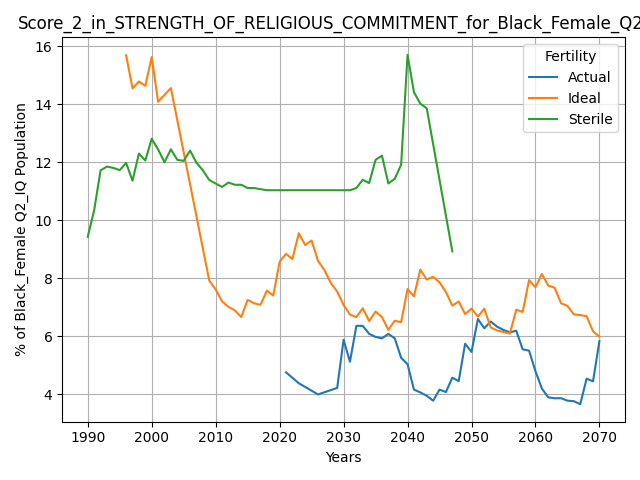 Score_2_in_STRENGTH_OF_RELIGIOUS_COMMITMENT_for_Black_Female_Q2
Fertility
Actual
Ideal
Sterile
% of Black_Female Q2_IQ Population
16
14
12
10
8
6
4
1990 2000 2010 2020 2030 2040 2050 2060 2070
Years